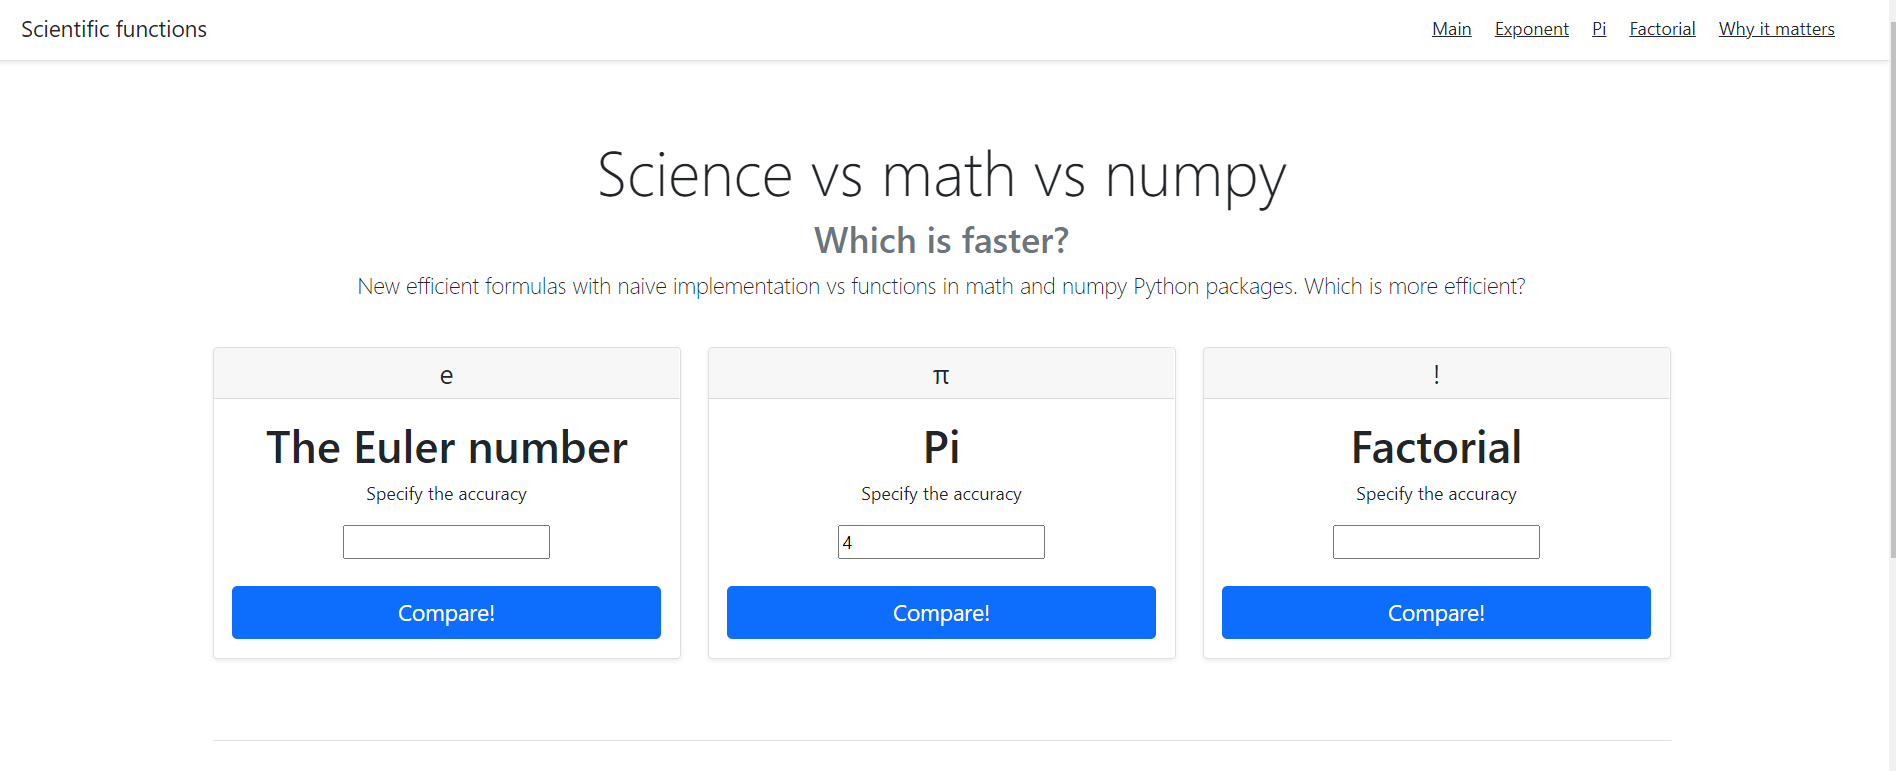 Scientific functions
Main Exponent Pi Factorial Why it matters
Science vs math vs numpy
Which is faster?
New efficient formulas with naive implementation vs functions in math and numpy Python packages. Which is more efficient?
e
The Euler number
Specify the accuracy
Compare!
π
Pi
Specify the accuracy
4
Compare!
!
Factorial
Specify the accuracy
Compare!